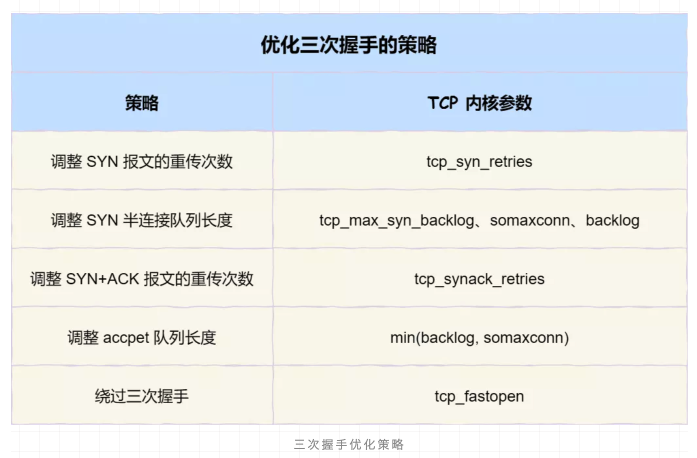 优化三次握手的策略
策略 TCP 内核参数
调整 SYN 报文的重传次数 tcp_syn_retries
调整 SYN 半连接队列长度 tcp_max_syn_backlog、somaxconn、backlog
调整 SYN+ACK 报文的重传次数 tcp_synack_retries
调整 accpet 队列长度 min(backlog, somaxconn)
绕过三次握手 tcp_fastopen
三次握手优化策略